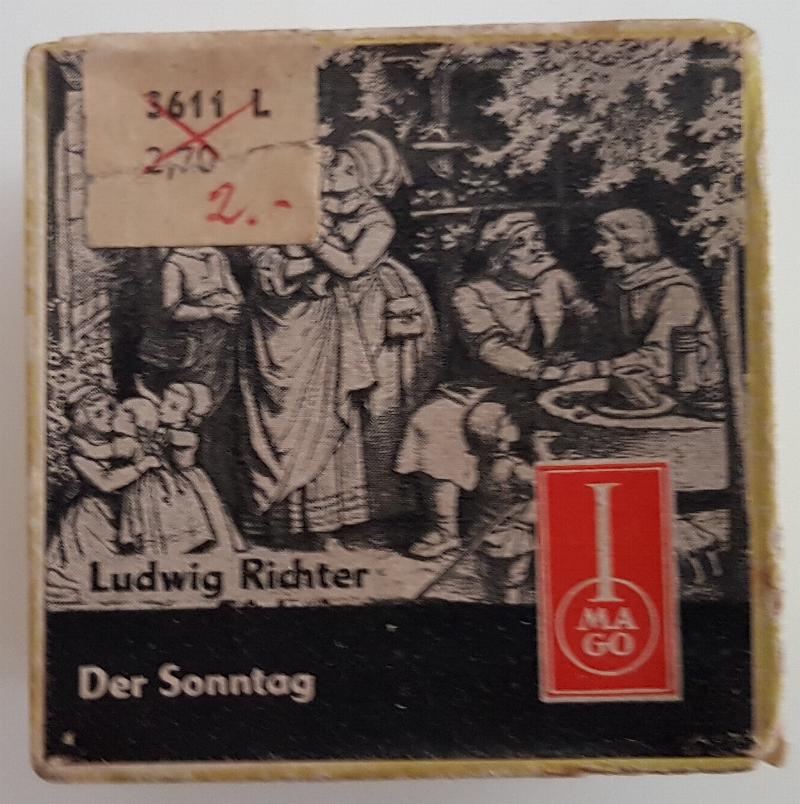 3611 L
2,70
2.-
Ludwig Richter
Der Sonntag
I
MA
GO